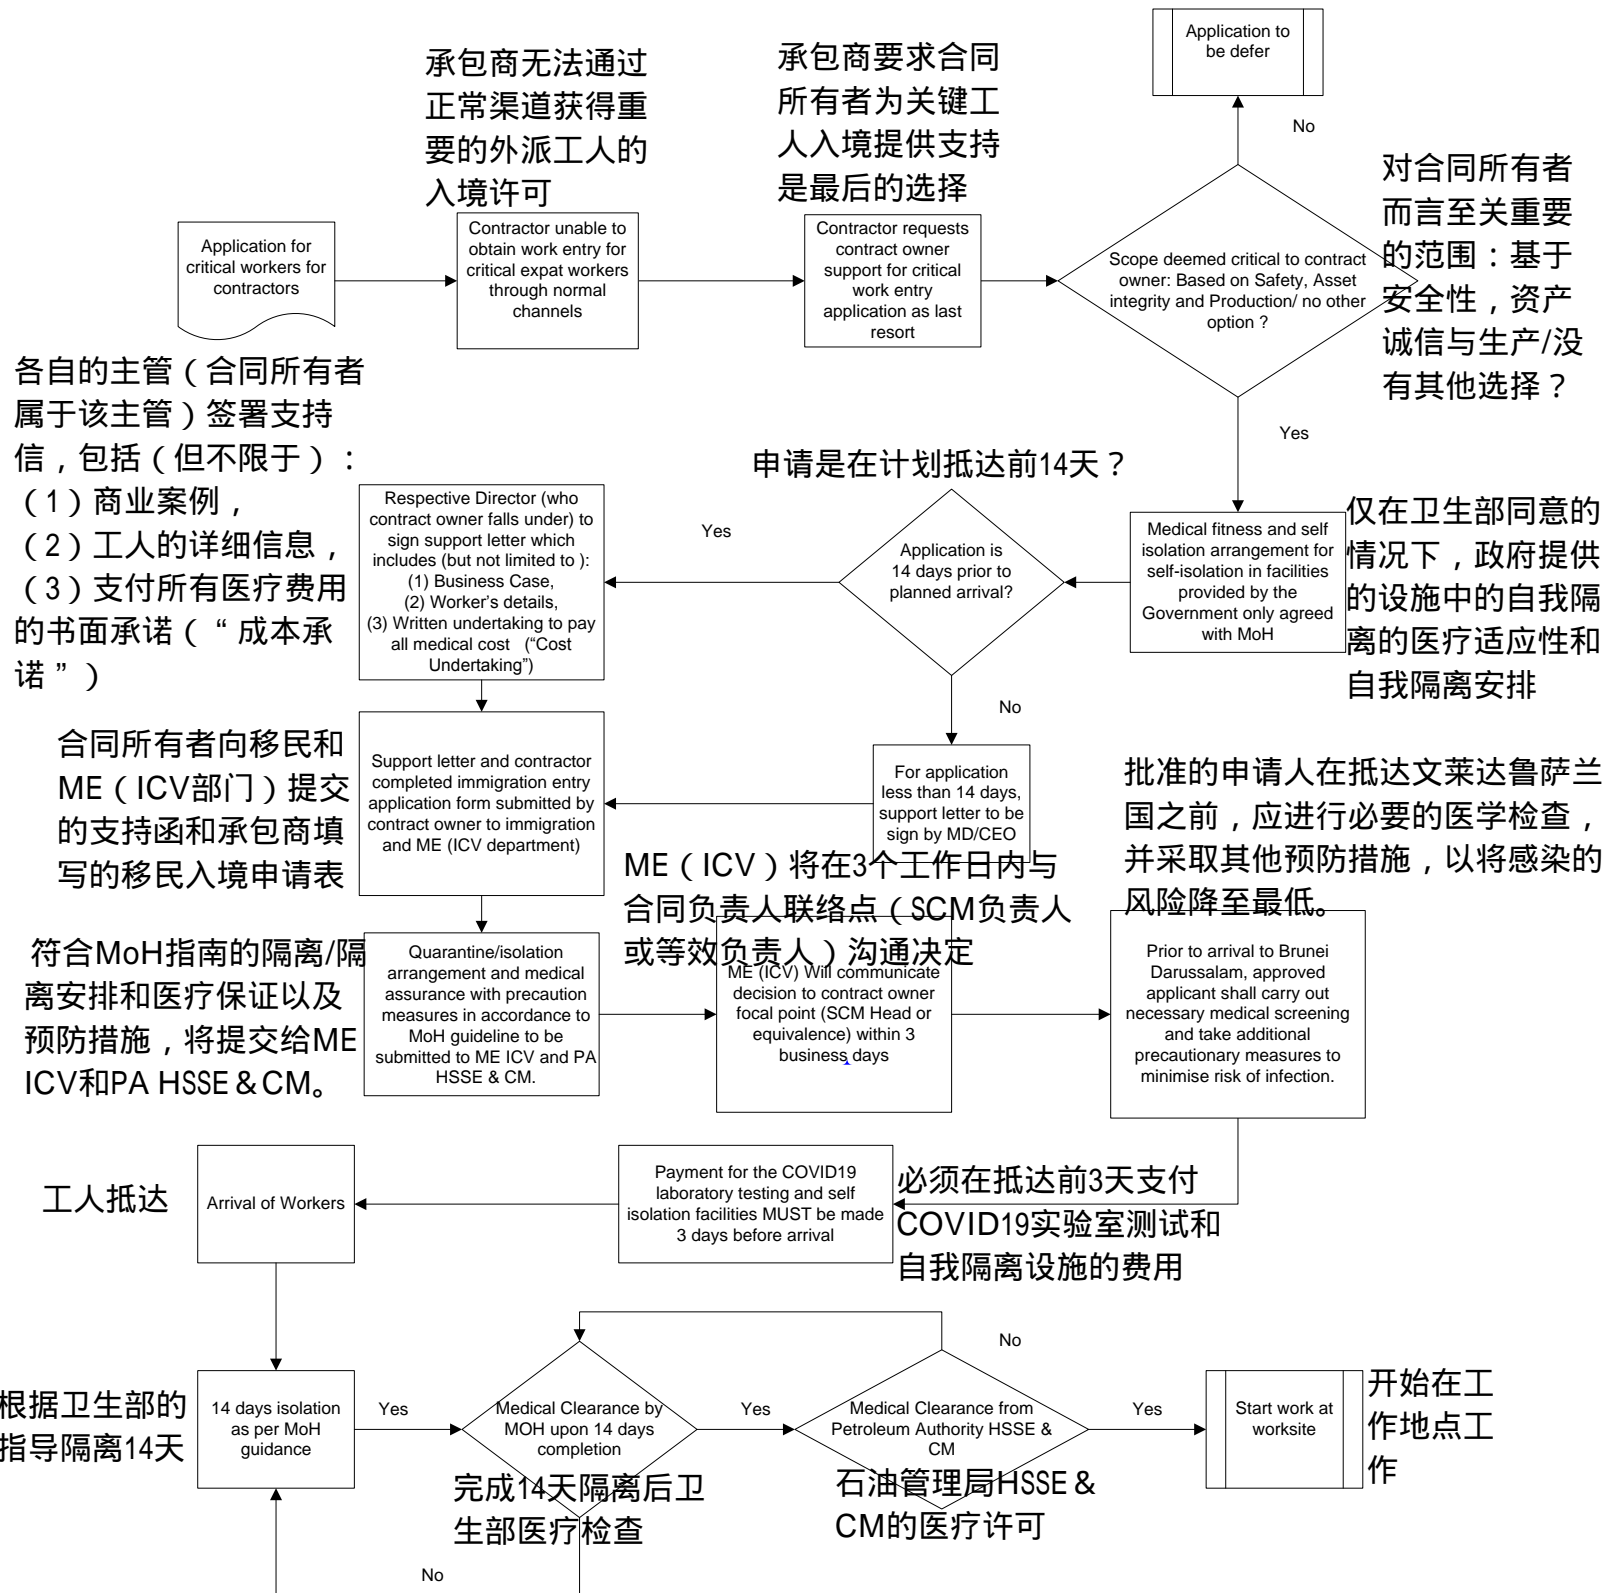 Application to
be defer
No
承包商无法通过
正常渠道获得重
要的外派工人的
入境许可
承包商要求合同
所有者为关键工
人入境提供支持
是最后的选择
对合同所有者
而言至关重要
的范围：基于
安全性，资产
诚信与生产/没
有其他选择？
Application for
critical workers for
contractors
Contractor unable to
obtain work entry for
critical expat workers
through normal
channels
Contractor requests
contract owner
support for critical
work entry
application as last
resort
Scope deemed critical to contract
owner: Based on Safety, Asset
integrity and Production/ no other
option ?
Yes
各自的主管（合同所有者
属于该主管）签署支持
信，包括（但不限于）：
（1）商业案例，
（2）工人的详细信息，
（3）支付所有医疗费用
的书面承诺（“成本承
诺”）
Respective Director (who
contract owner falls under) to
sign support letter which
includes (but not limited to ):
(1) Business Case,
(2) Worker’s details,
(3) Written undertaking to pay
all medical cost (“Cost
Undertaking”)
Yes
申请是在计划抵达前14天？
Application is
14 days prior to
planned arrival?
No
Medical fitness and self
isolation arrangement for
self-isolation in facilities
provided by the
Government only agreed
with MoH
仅在卫生部同意的
情况下，政府提供
的设施中的自我隔
离的医疗适应性和
自我隔离安排
合同所有者向移民和
ME（ICV部门）提交
的支持函和承包商填
写的移民入境申请表
Support letter and contractor
completed immigration entry
application form submitted by
contract owner to immigration
and ME (ICV department)
For application
less than 14 days,
support letter to be
sign by MD/CEO
批准的申请人在抵达文莱达鲁萨兰
国之前，应进行必要的医学检查，
并采取其他预防措施，以将感染的
风险降至最低。
ME（ICV）将在3个工作日内与
合同负责人联络点（SCM负责人
或等效负责人）沟通决定
符合MoH指南的隔离/隔
离安排和医疗保证以及
预防措施，将提交给ME
ICV和PA HSSE＆CM。
Quarantine/isolation
arrangement and medical
assurance with precaution
measures in accordance to
MoH guideline to be
submitted to ME ICV and PA
HSSE & CM.
ME (ICV) Will communicate
decision to contract owner
focal point (SCM Head or
equivalence) within 3
business days
Prior to arrival to Brunei
Darussalam, approved
applicant shall carry out
necessary medical screening
and take additional
precautionary measures to
minimise risk of infection.
工人抵达
Arrival of Workers
Payment for the COVID19
laboratory testing and self
isolation facilities MUST be made
3 days before arrival
必须在抵达前3天支付
COVID19实验室测试和
自我隔离设施的费用
No
根据卫生部的
指导隔离14天
14 days isolation
as per MoH
guidance
Yes
Medical Clearance by
MOH upon 14 days
completion
完成14天隔离后卫
生部医疗检查
Yes
Medical Clearance from
Petroleum Authority HSSE &
CM
石油管理局HSSE＆
CM的医疗许可
Yes
Start work at
worksite
开始在工
作地点工
作
No